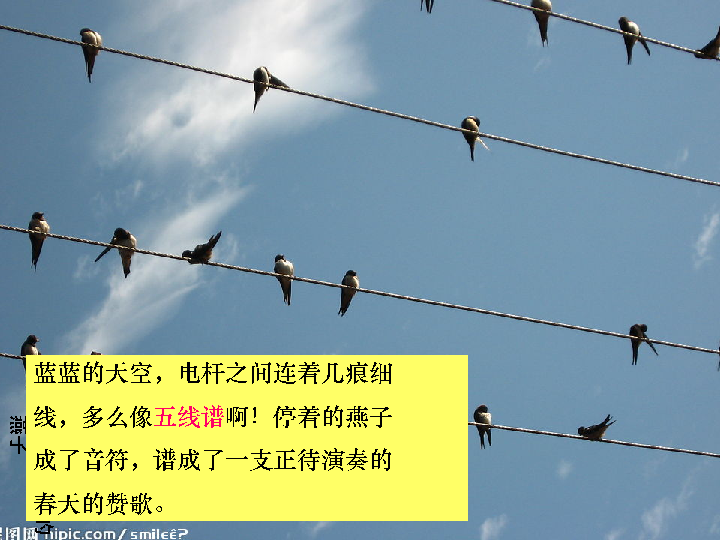 蓝蓝的天空，电杆之间连着几痕细
线，多么像五线谱啊！停着的燕子
成了音符，谱成了一支正待演奏的
春天的赞歌。
图网 nipic.com/smileê?